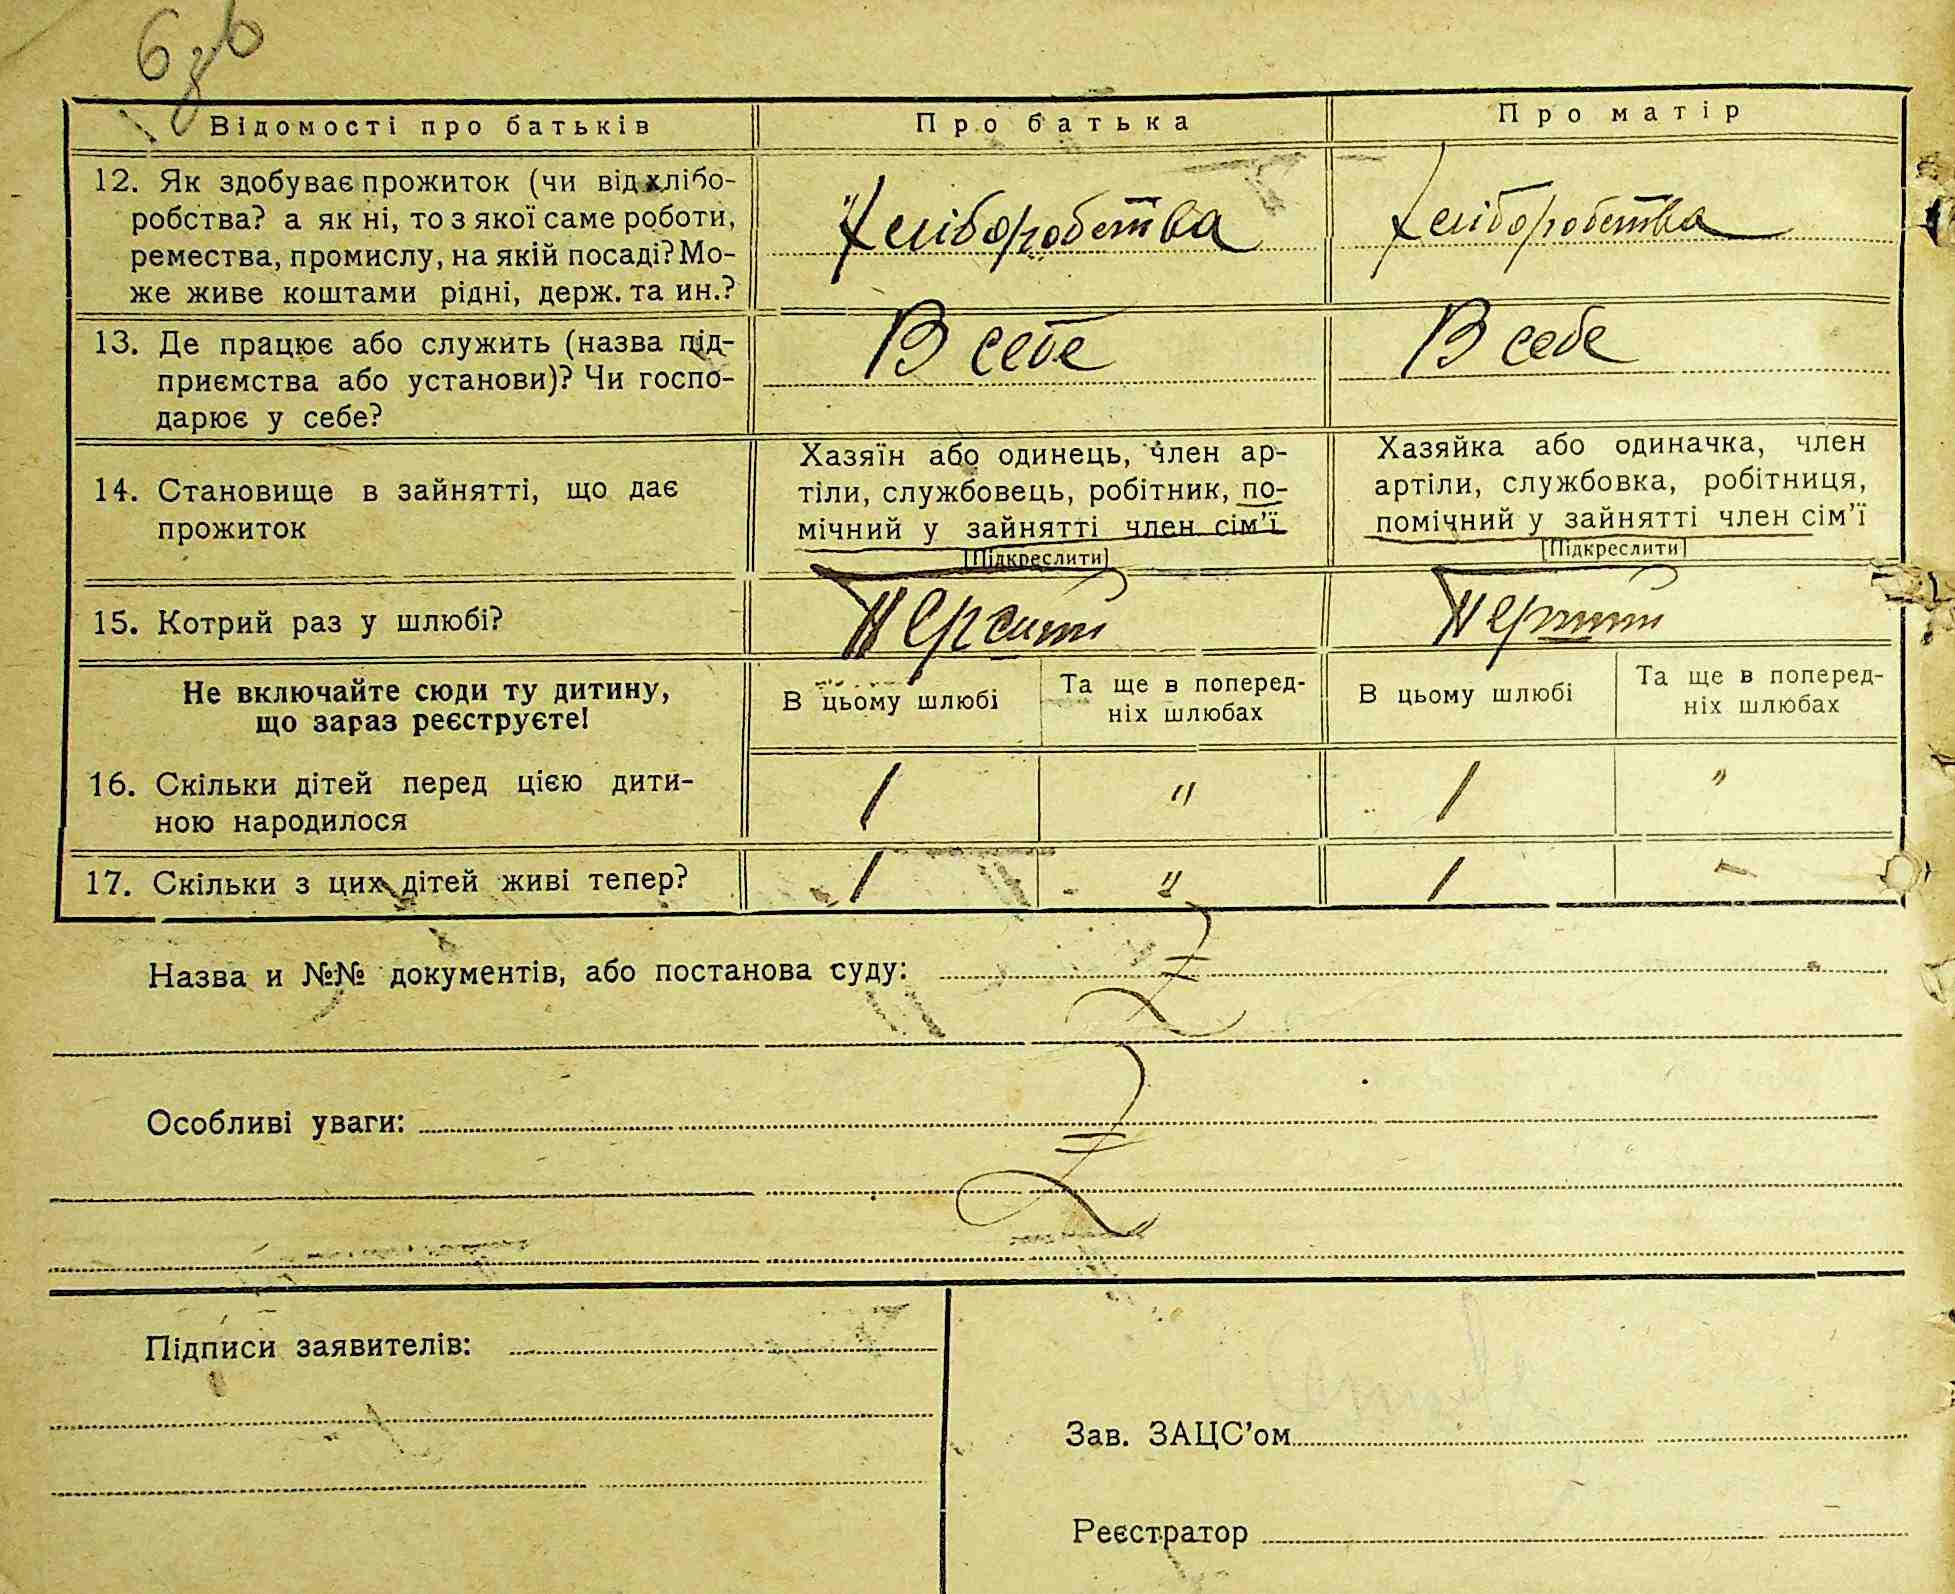 6 зв
Відомості про батьків
Про батька
Про матір
12. Як здобуває прожиток (чи від хлібо-
робства? а як ні, то з якої саме роботи,
ремества, промислу, на якій посаді? Мо-
же живе коштами рідні, держ. та ин.?
Хліборобства
Хліборобства
13. Де працює або служить (назва під-
приємства або установи)? Чи госпо-
дарює у себе?
В себе
В себе
14. Становище в зайнятті, що дає
прожиток
Хазяїн або одинець, член ар-
тіли, службовець, робітник, по-
мічний у зайнятті член сім'ї
[Підкреслити]
Хазяйка або одиначка, член
артіли, службовка, робітниця,
помічний у зайнятті член сім'ї
[Підкреслити]
15. Котрий раз у шлюбі?
Не включайте сюди ту дитину,
що зараз реєструєте!
В цьому шлюбі
Та ще в поперед-
ніх шлюбах
В цьому шлюбі
Та ще в поперед-
ніх шлюбах
16. Скільки дітей перед цією дити-
ною народилося
1 " 1 "
17. Скільки з цих дітей живі тепер?
1 " 1 -
Назва и №№ документів, або постанова суду:
Z
Особливі уваги:
Z
Підписи заявителів:
Зав. ЗАЦС'ом
Реєстратор